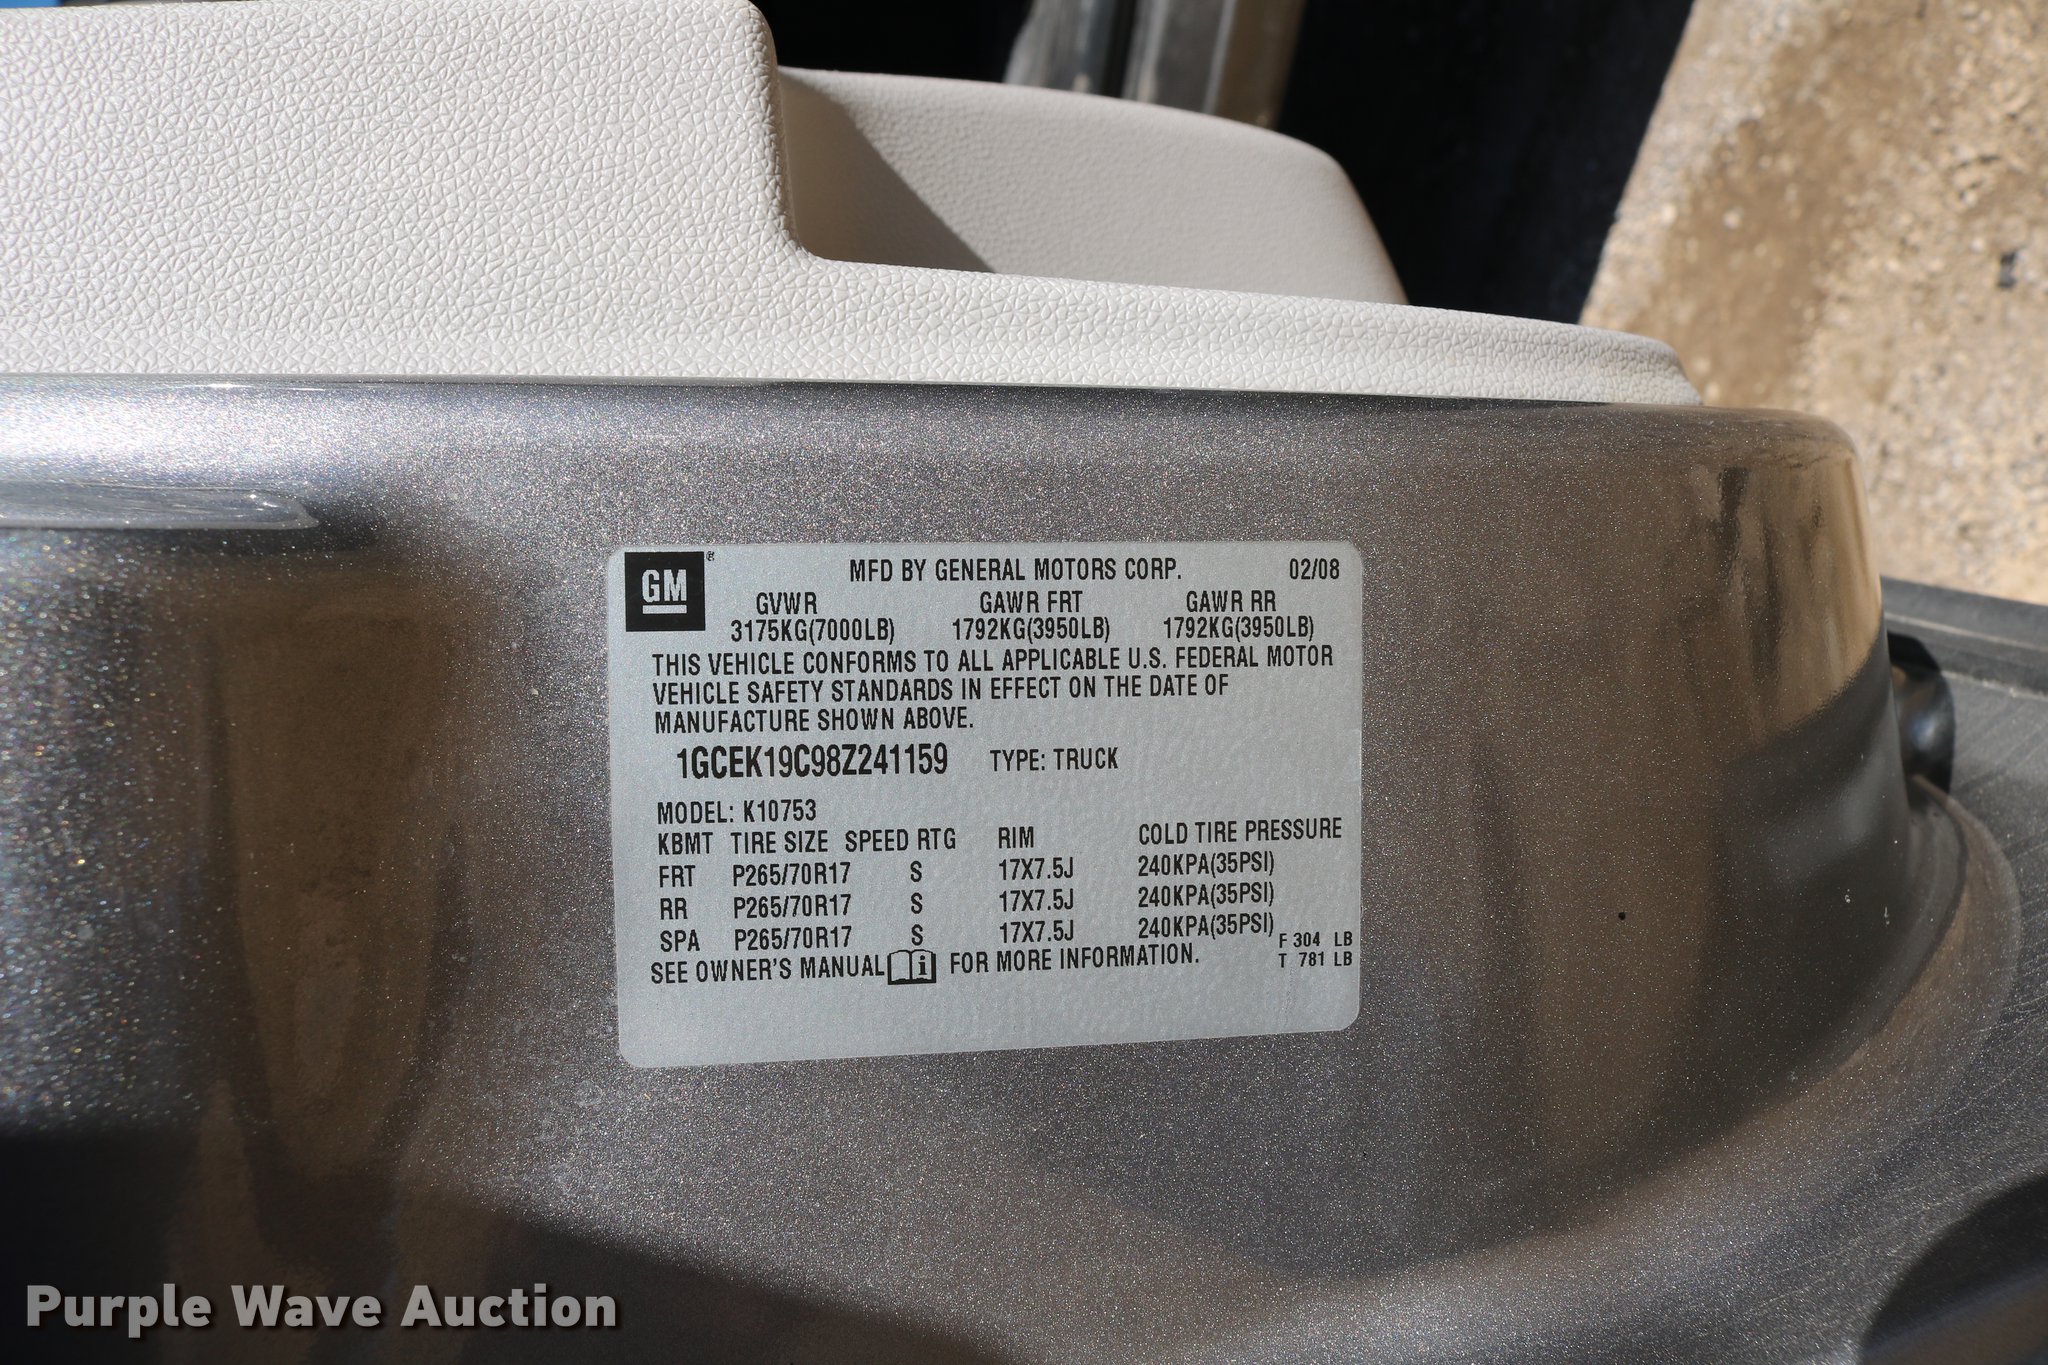 GM®
MFD BY GENERAL MOTORS CORP. 02/08
GVWR GAWR FRT GAWR RR
3175KG(7000LB) 1792KG(3950LB) 1792KG(3950LB)
THIS VEHICLE CONFORMS TO ALL APPLICABLE U.S. FEDERAL MOTOR
VEHICLE SAFETY STANDARDS IN EFFECT ON THE DATE OF
MANUFACTURE SHOWN ABOVE.
1GCEK19C98Z241159 TYPE: TRUCK
MODEL: K10753
KBMT TIRE SIZE SPEED RTG RIM COLD TIRE PRESSURE
FRT P265/70R17 S 17X7.5J 240KPA(35PSI)
RR P265/70R17 S 17X7.5J 240KPA(35PSI)
SPA P265/70R17 S 17X7.5J 240KPA(35PSI)
F 304 LB
SEE OWNER'S MANUAL i FOR MORE INFORMATION.
T 781 LB
Purple Wave Auction